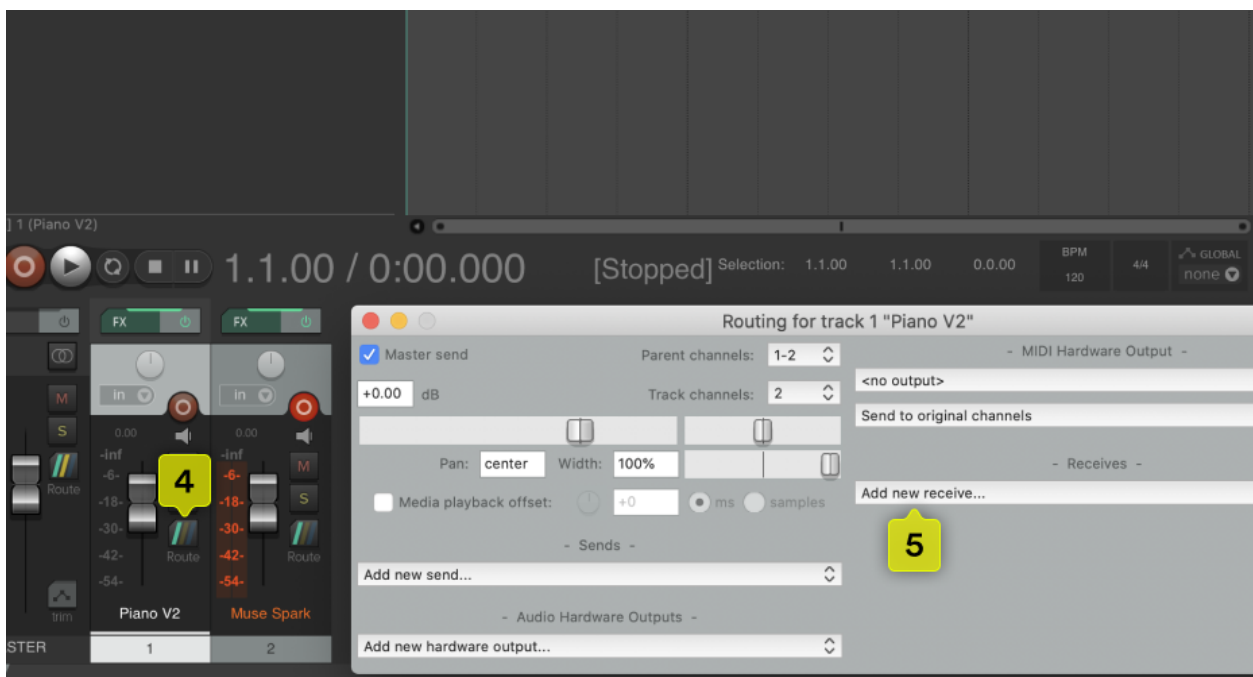 ] 1 (Piano V2)
1.1.00 / 0:00.000
[Stopped]
Selection: 1.1.00 1.1.00 0.0.00
BPM
120
4/4
GLOBAL
none
FX
FX
in
in
M
S
Route
trim
STER
0.00
-inf
-6-
-18-
-30-
-42-
-54-
4
Route
Piano V2
1
0.00
-inf
-6-
-18-
-30-
-42-
-54-
M
S
Route
Muse Spark
2
Routing for track 1 "Piano V2"
Master send
Parent channels: 1-2
+0.00 dB
Track channels: 2
Pan: center Width: 100%
Media playback offset: +0 ms samples
- Sends -
Add new send...
- Audio Hardware Outputs -
Add new hardware output...
- MIDI Hardware Output -
<no output>
Send to original channels
- Receives -
Add new receive...
5